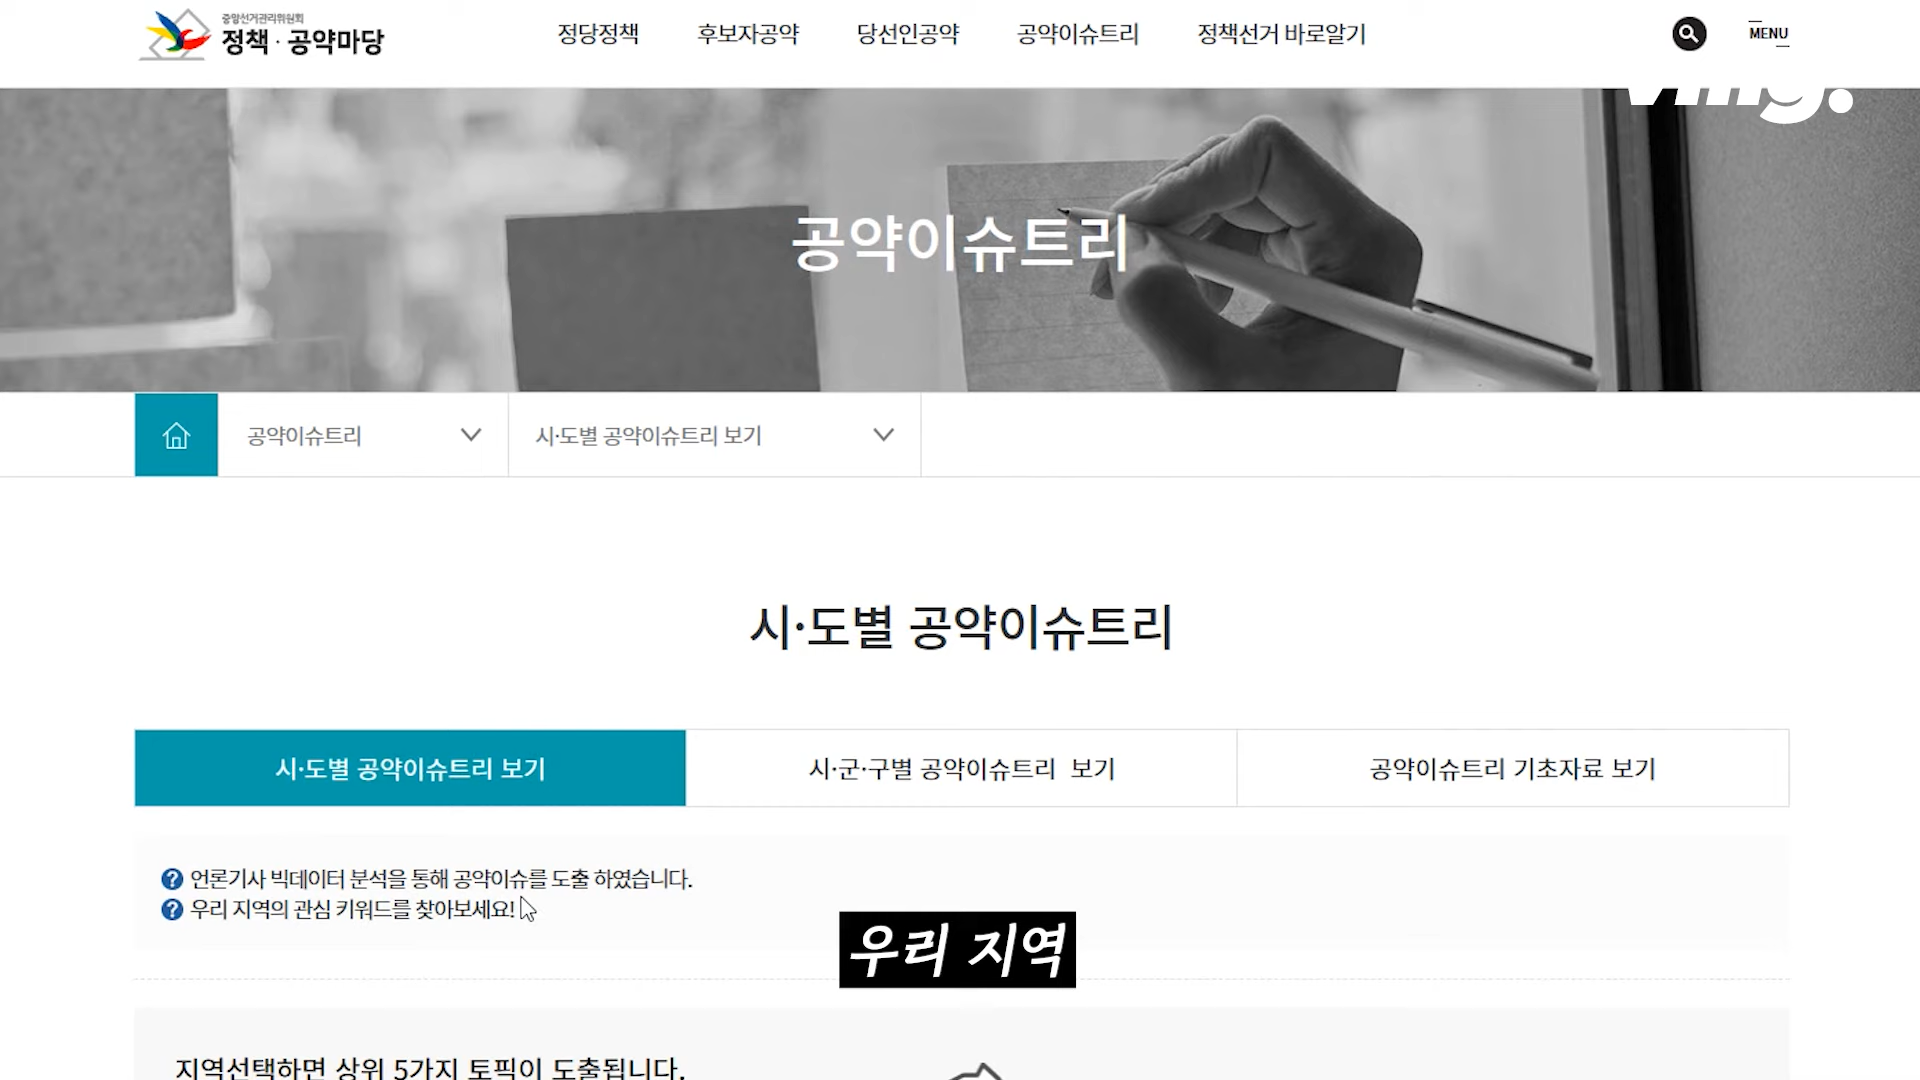 중앙선거관리위원회
정책·공약마당
정당정책
후보자공약
당선인공약
공약이슈트리
정책선거 바로알기
MENU
공약이슈트리
공약이슈트리
시·도별 공약이슈트리 보기
시·도별 공약이슈트리
시·도별 공약이슈트리 보기
시·군·구별 공약이슈트리 보기
공약이슈트리 기초자료 보기
언론기사 빅데이터 분석을 통해 공약이슈를 도출 하였습니다.
우리 지역의 관심 키워드를 찾아보세요!
우리 지역
지역선택하면 상위 5가지 토픽이 도출됩니다.